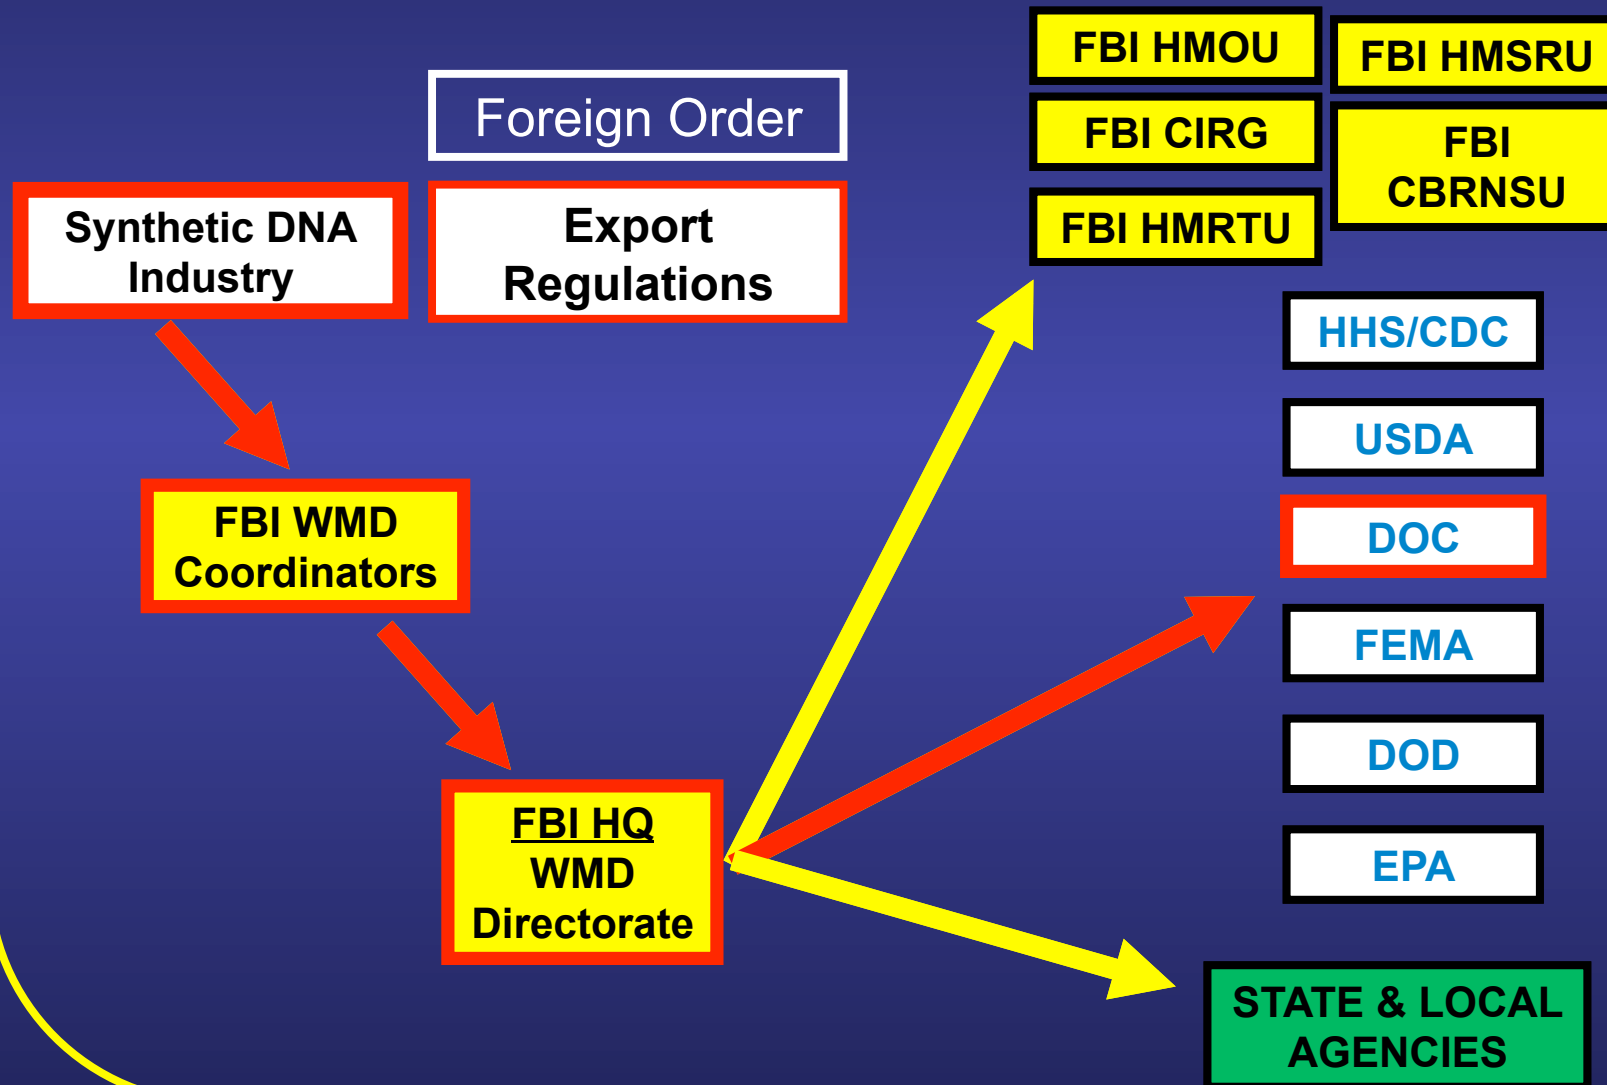 Foreign Order
Synthetic DNA
Industry
Export
Regulations
FBI HMOU
FBI HMSRU
FBI CIRG
FBI
CBRNSU
FBI HMRTU
HHS/CDC
USDA
DOC
FEMA
DOD
EPA
FBI WMD
Coordinators
FBI HQ
WMD
Directorate
STATE & LOCAL
AGENCIES